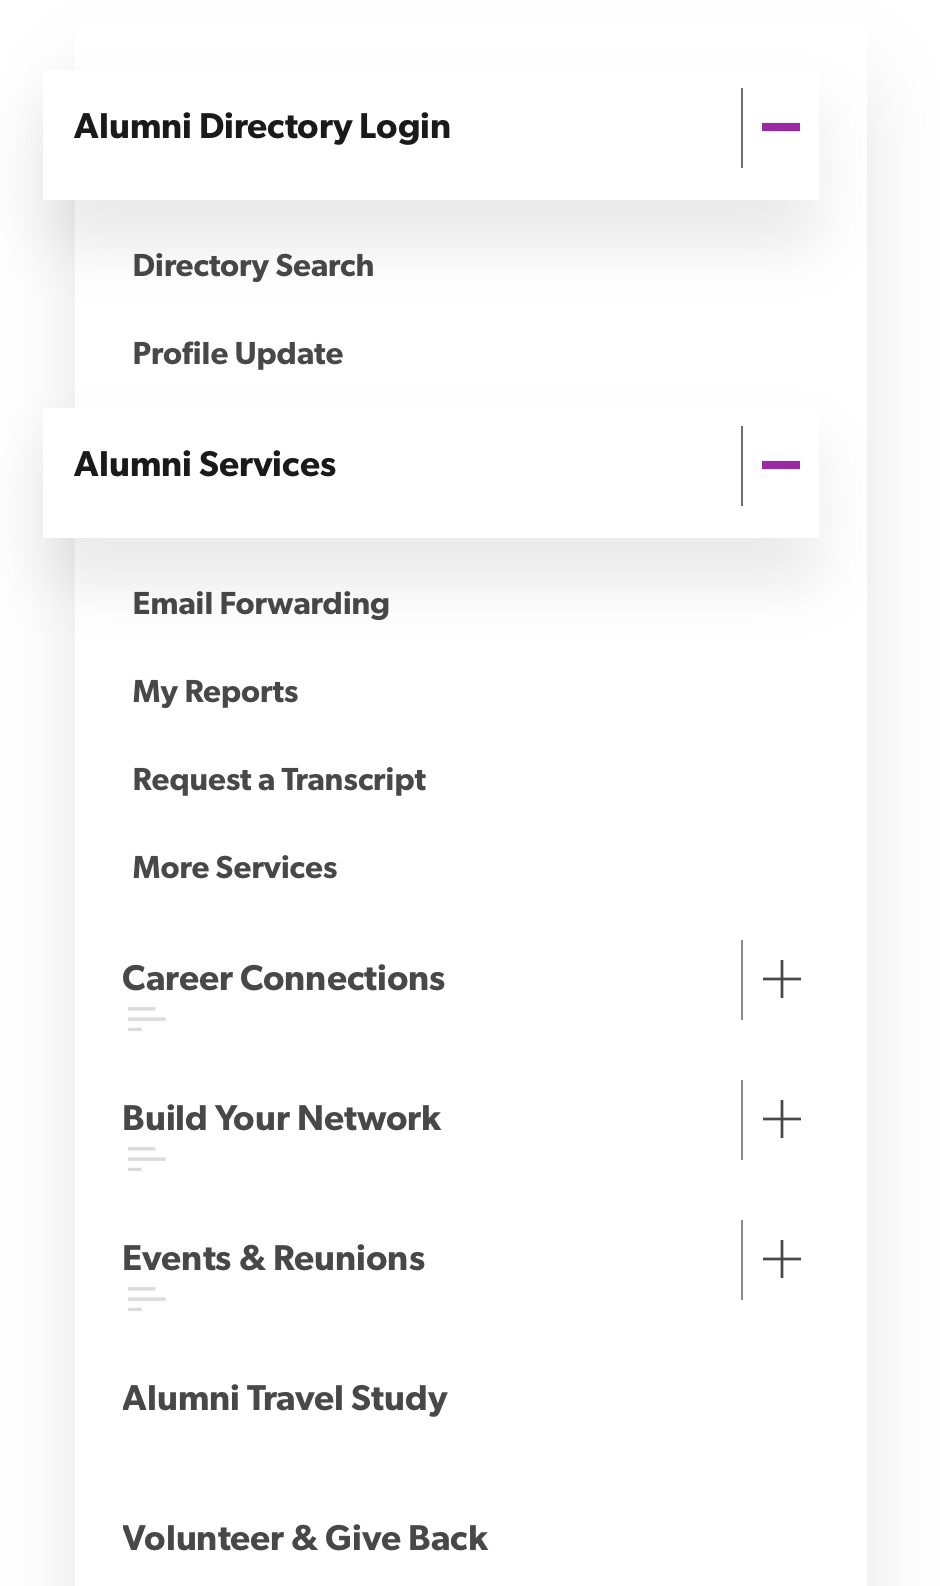 Alumni Directory Login
Directory Search
Profile Update
Alumni Services
Email Forwarding
My Reports
Request a Transcript
More Services
Career Connections
Build Your Network
Events & Reunions
Alumni Travel Study
Volunteer & Give Back